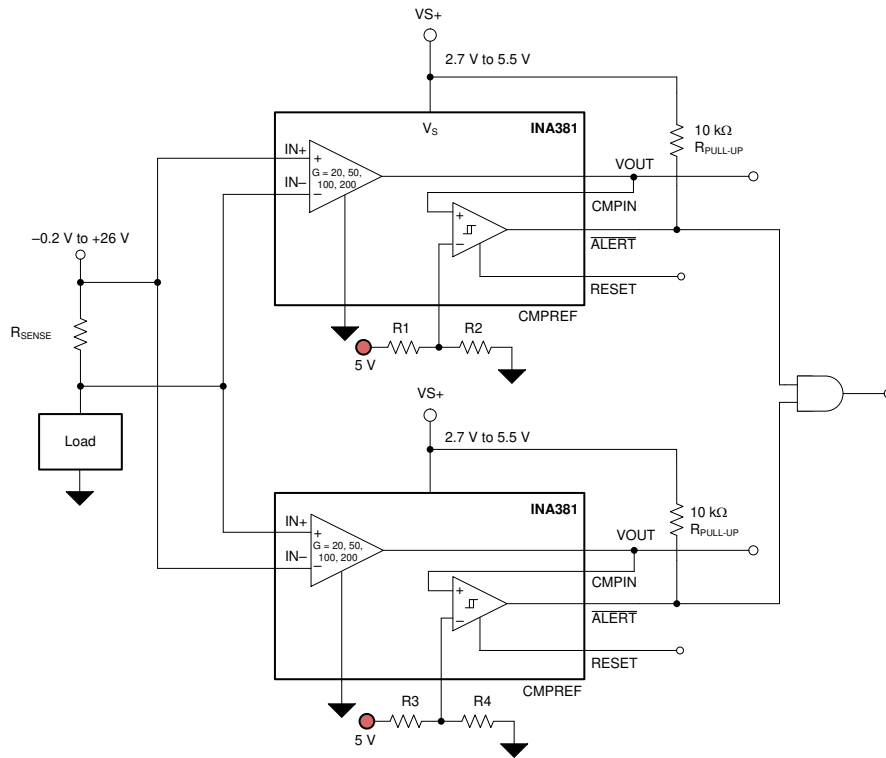 VS+
2.7 V to 5.5 V
VS
INA381
10 kΩ
RPULL-UP
IN+
+
G = 20, 50,
100, 200
IN–
–
VOUT
CMPIN
+
–
ALERT
RESET
CMPREF
–0.2 V to +26 V
RSENSE
R1
R2
5 V
Load
VS+
2.7 V to 5.5 V
INA381
10 kΩ
RPULL-UP
IN+
+
G = 20, 50,
100, 200
IN–
–
VOUT
CMPIN
+
–
ALERT
RESET
CMPREF
R3
R4
5 V